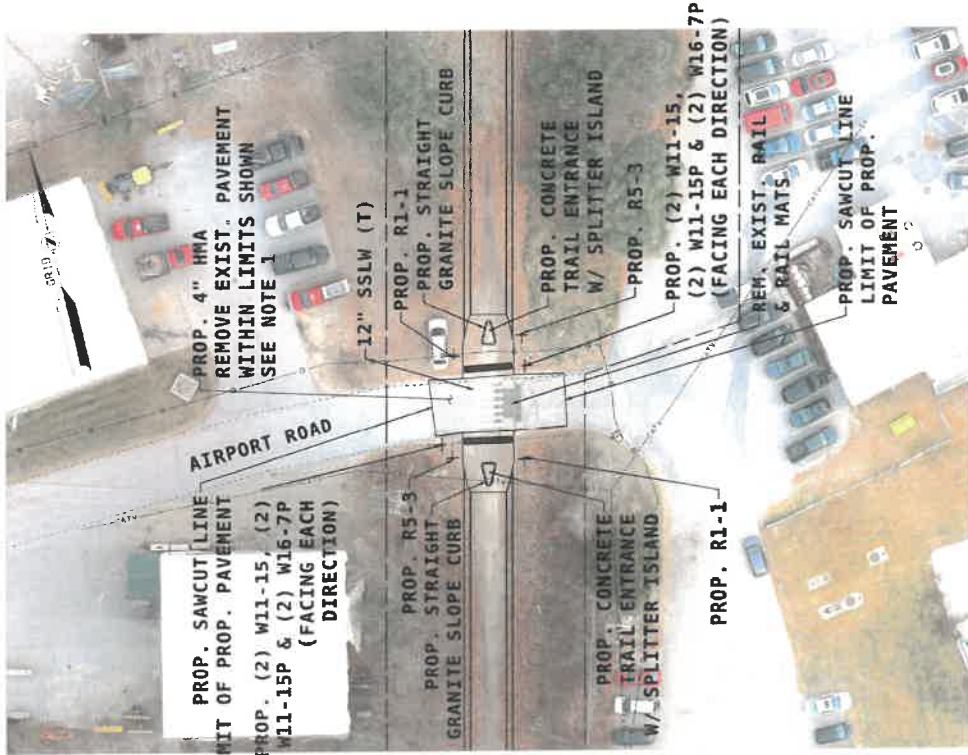 GRID
PROP. 4" HMA
REMOVE EXIST. PAVEMENT
WITHIN LIMITS SHOWN
SEE NOTE 1
12" SSLW (T)
PROP. R1-1
PROP. STRAIGHT
GRANITE SLOPE CURB
PROP. CONCRETE
TRAIL ENTRANCE
W/ SPLITTER ISLAND
PROP. R5-3
PROP. (2) W11-15,
(2) W11-15P & (2) W16-7P
(FACING EACH DIRECTION)
REM. EXIST. RAIL
& RAIL MATS
PROP. SAWCUT LINE
LIMIT OF PROP.
PAVEMENT
AIRPORT ROAD
PROP. SAWCUT LINE
MIT OF PROP. PAVEMENT
PROP. (2) W11-15, (2)
W11-15P & (2) W16-7P
(FACING EACH
DIRECTION)
PROP. R5-3
PROP. STRAIGHT
GRANITE SLOPE CURB
PROP. CONCRETE
TRAIL ENTRANCE
W/ SPLITTER ISLAND
PROP. R1-1
ATV
ATV
ATV